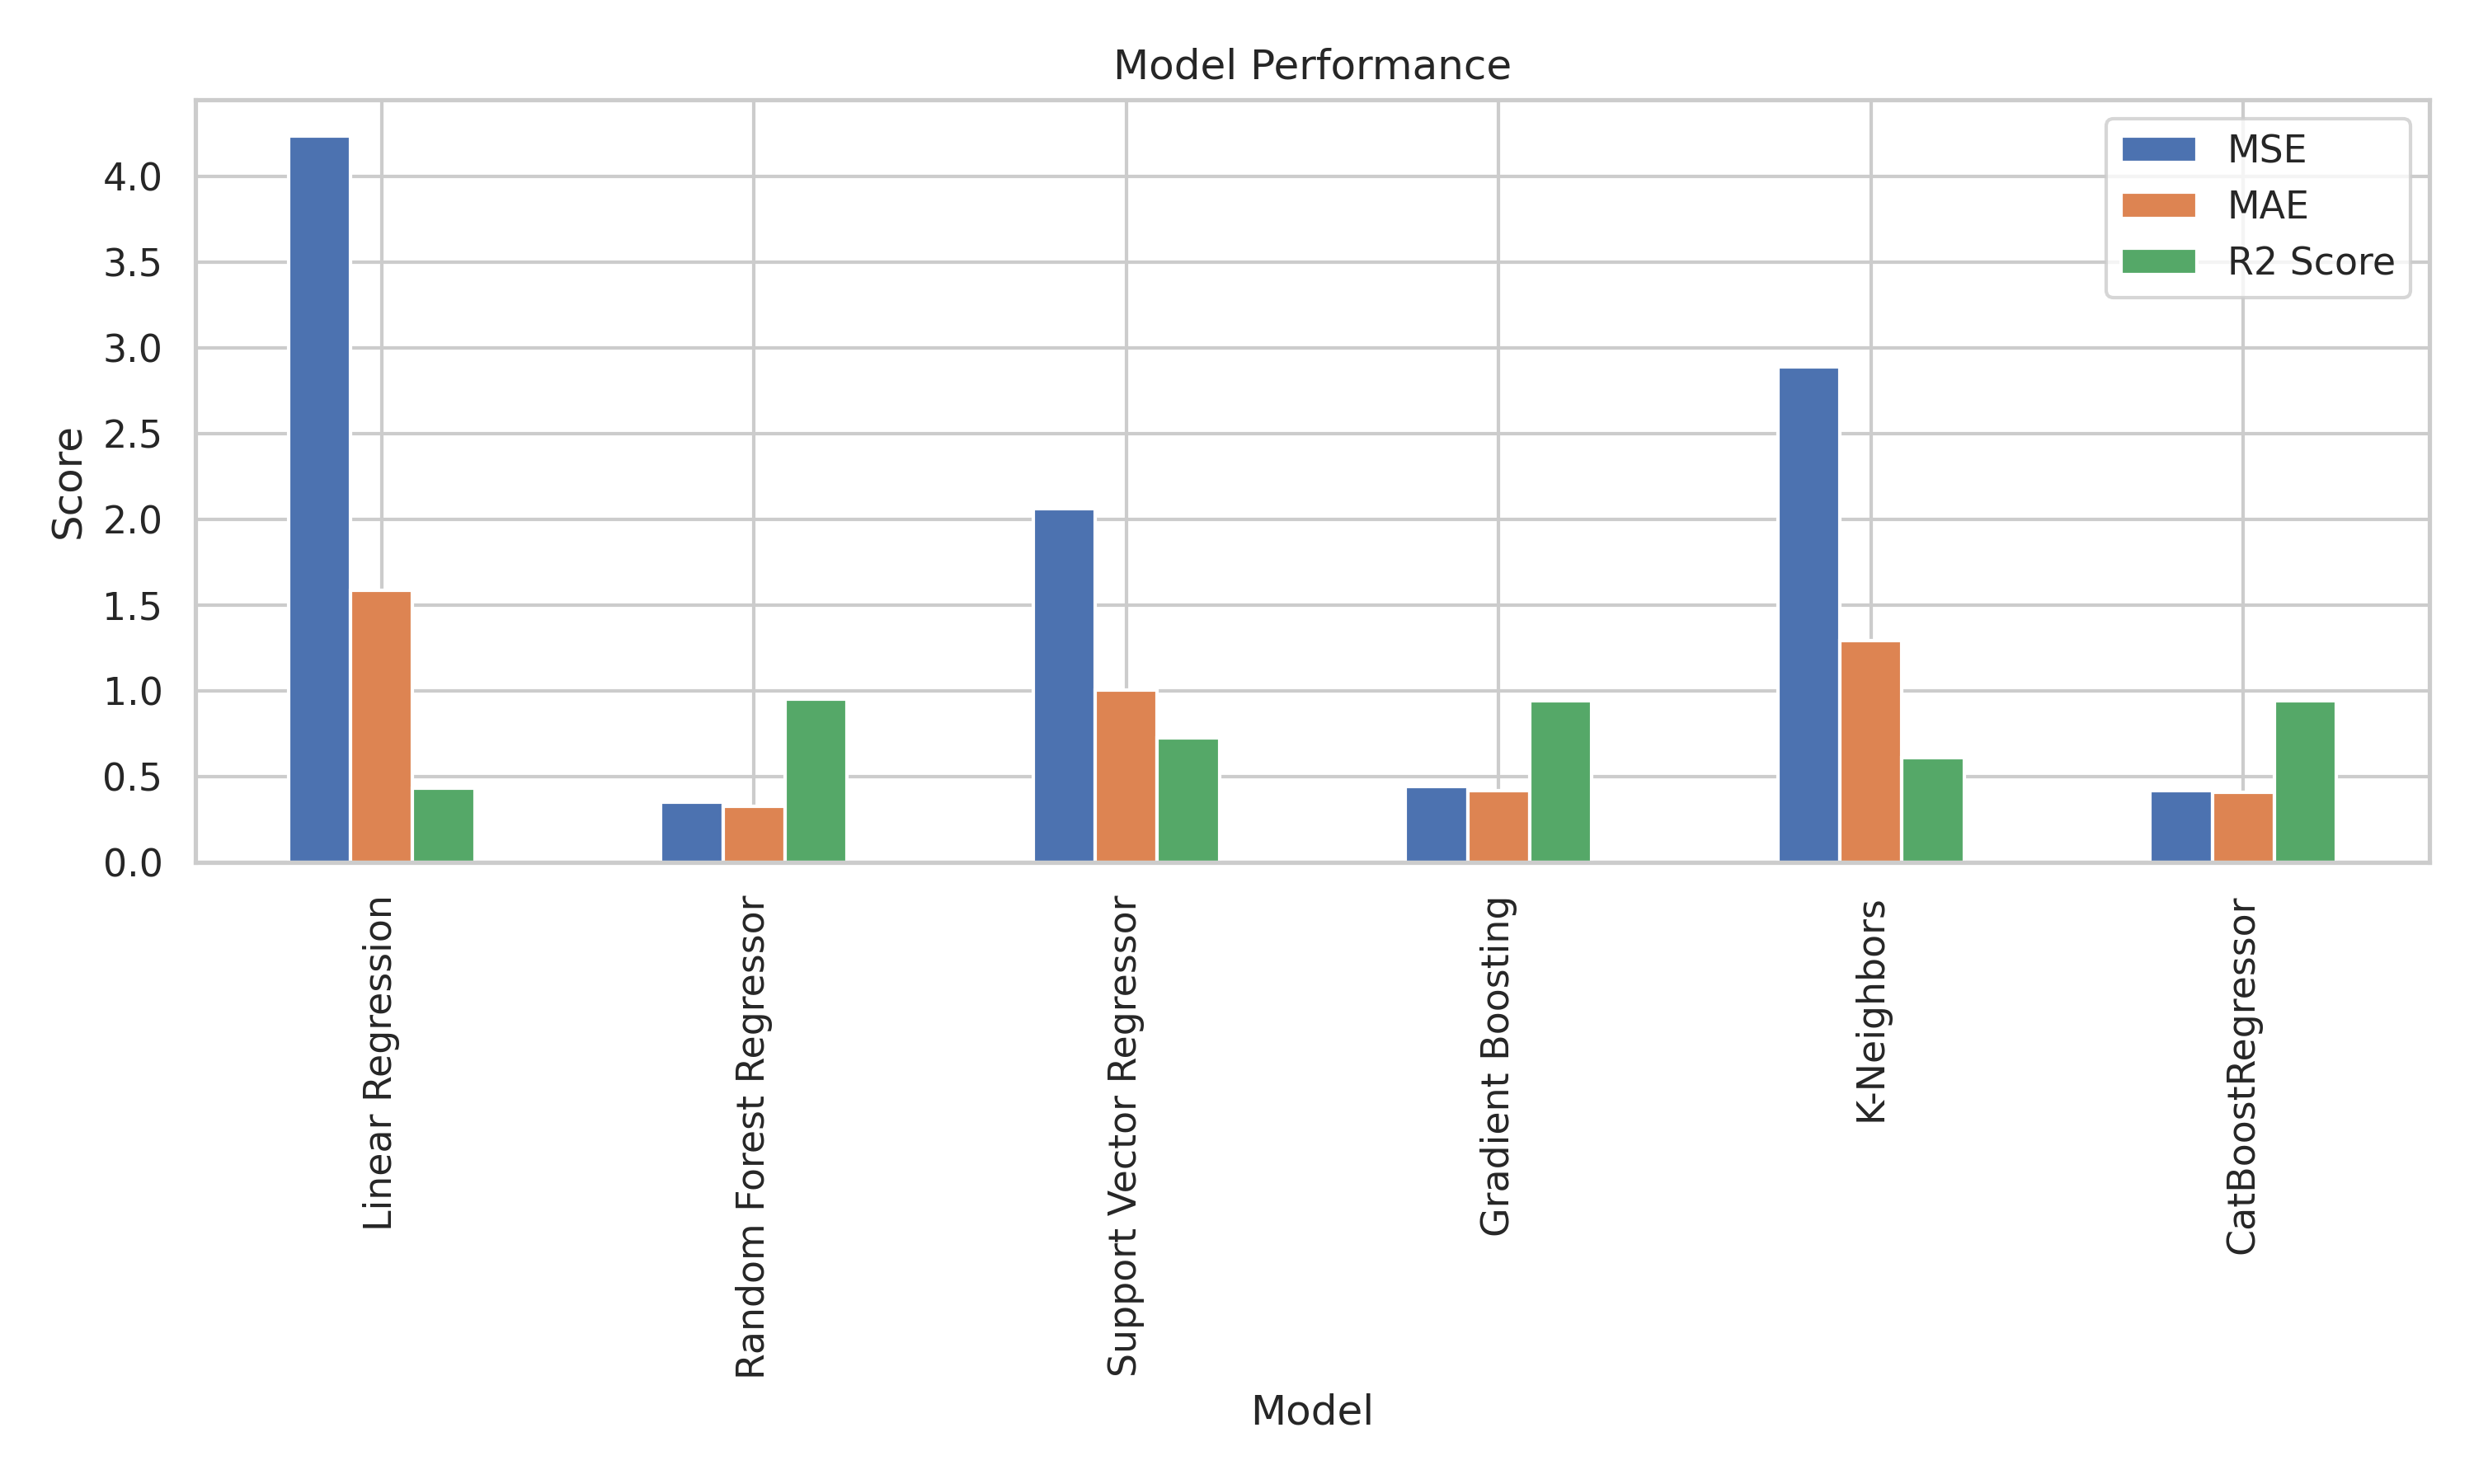 Model Performance
MSE
MAE
R2 Score
4.0
3.5
3.0
2.5
2.0
1.5
1.0
0.5
0.0
Score
Linear Regression
Random Forest Regressor
Support Vector Regressor
Gradient Boosting
K-Neighbors
CatBoostRegressor
Model